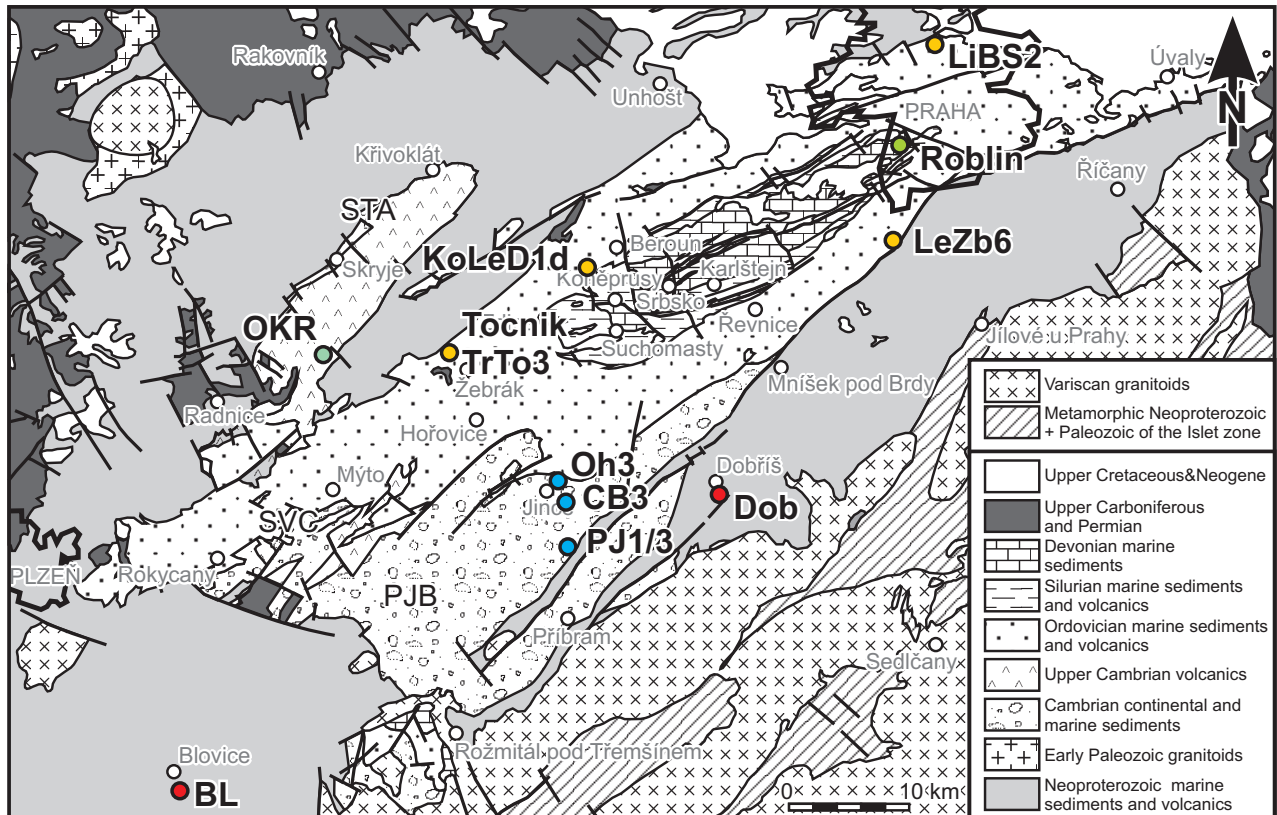 Rakovník
Unhošt
LiBS2
Úvaly
N
PRAHA
Roblin
Říčany
Křivoklát
STA
Skryje
KoLeD1d
Beroun
Koněprusy
Karlštejn
Srbsko
LeZb6
OKR
Tocnik
TrTo3
Řevnice
Suchomasty
Jílové u Prahy
Žebrák
Mníšek pod Brdy
Radnice
Hořovice
Mýto
Oh3
Jince
CB3
Dobříš
Dob
SVC
PJ1/3
PLZEŇ
Rokycany
PJB
Příbram
Sedlčany
Rožmitál pod Třemšínem
Blovice
BL
0 10 km
Variscan granitoids
Metamorphic Neoproterozoic
+ Paleozoic of the Islet zone
Upper Cretaceous&Neogene
Upper Carboniferous
and Permian
Devonian marine
sediments
Silurian marine sediments
and volcanics
Ordovician marine sediments
and volcanics
Upper Cambrian volcanics
Cambrian continental and
marine sediments
Early Paleozoic granitoids
Neoproterozoic marine
sediments and volcanics